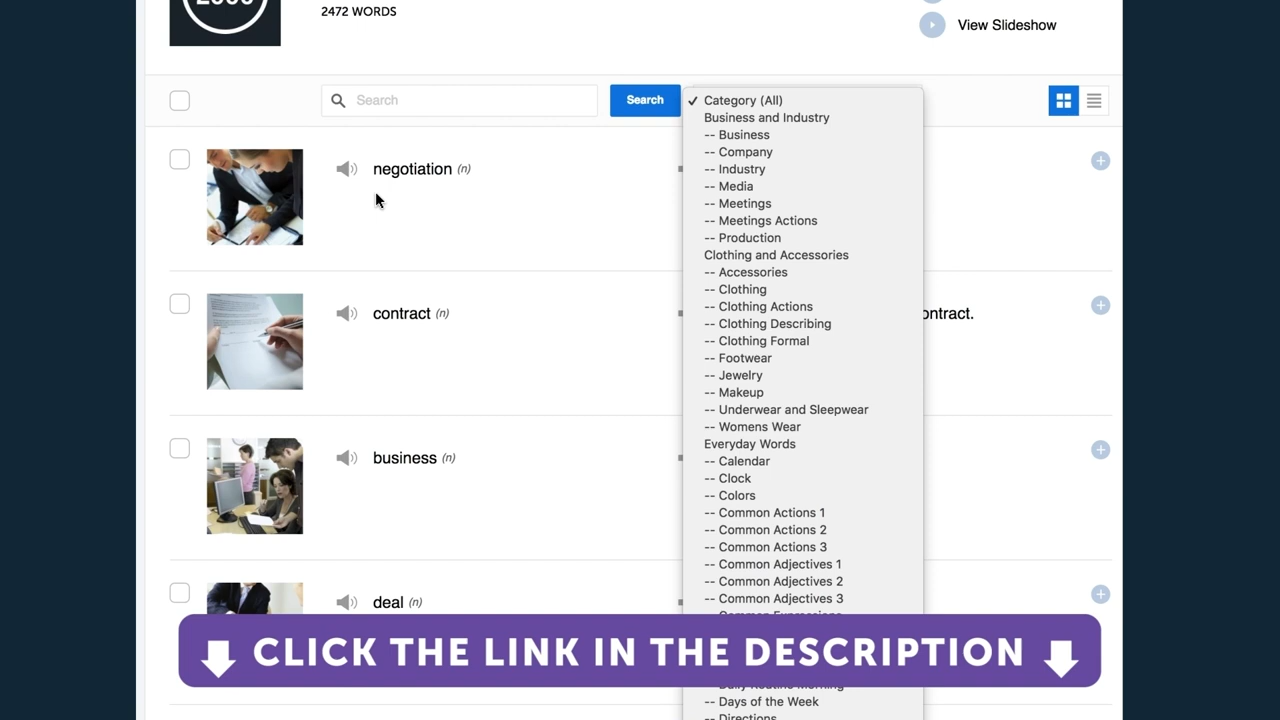 2472 WORDS
View Slideshow
Search
Search
✓ Category (All)
Business and Industry
-- Business
-- Company
-- Industry
-- Media
-- Meetings
-- Meetings Actions
-- Production
Clothing and Accessories
-- Accessories
-- Clothing
-- Clothing Actions
-- Clothing Describing
-- Clothing Formal
-- Footwear
-- Jewelry
-- Makeup
-- Underwear and Sleepwear
-- Womens Wear
Everyday Words
-- Calendar
-- Clock
-- Colors
-- Common Actions 1
-- Common Actions 2
-- Common Actions 3
-- Common Adjectives 1
-- Common Adjectives 2
-- Common Adjectives 3
-- Days of the Week
-- Directions
negotiation (n)
contract (n)
ontract.
business (n)
deal (n)
CLICK THE LINK IN THE DESCRIPTION